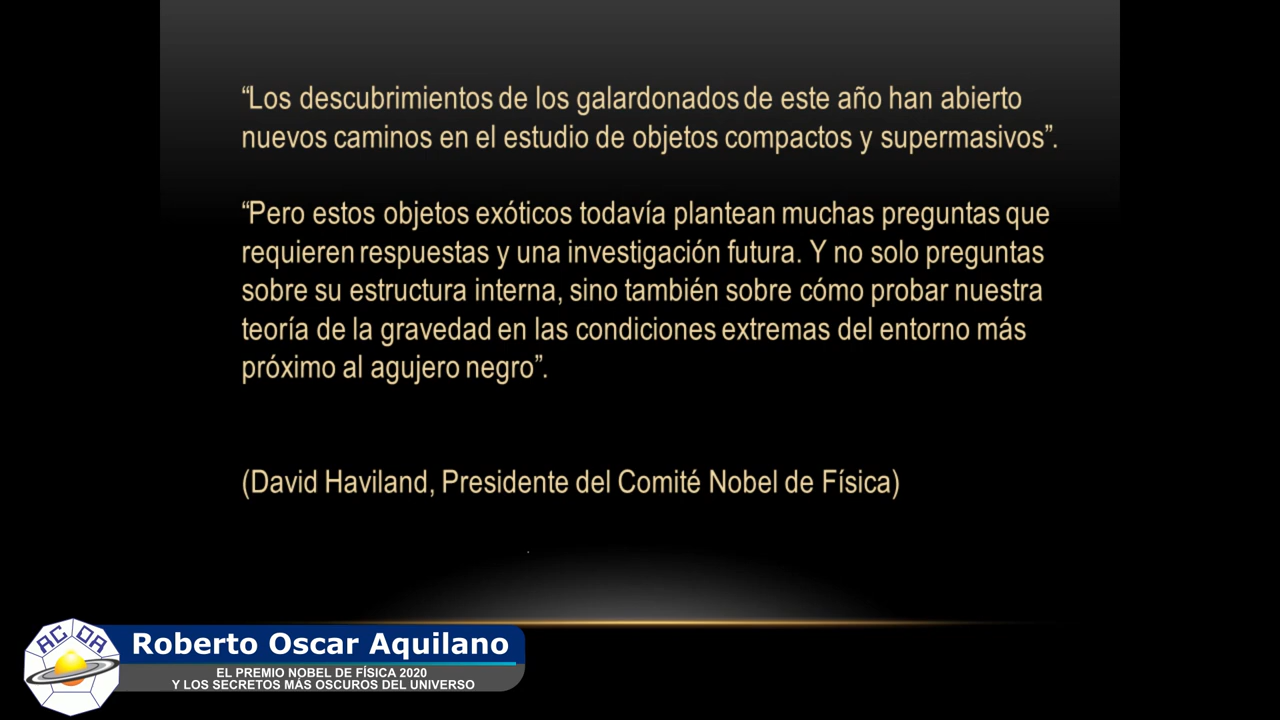 “Los descubrimientos de los galardonados de este año han abierto
nuevos caminos en el estudio de objetos compactos y supermasivos”.
“Pero estos objetos exóticos todavía plantean muchas preguntas que
requieren respuestas y una investigación futura. Y no solo preguntas
sobre su estructura interna, sino también sobre cómo probar nuestra
teoría de la gravedad en las condiciones extremas del entorno más
próximo al agujero negro”.
(David Haviland, Presidente del Comité Nobel de Física)
ACDA
Roberto Oscar Aquilano
EL PREMIO NOBEL DE FÍSICA 2020
Y LOS SECRETOS MÁS OSCUROS DEL UNIVERSO